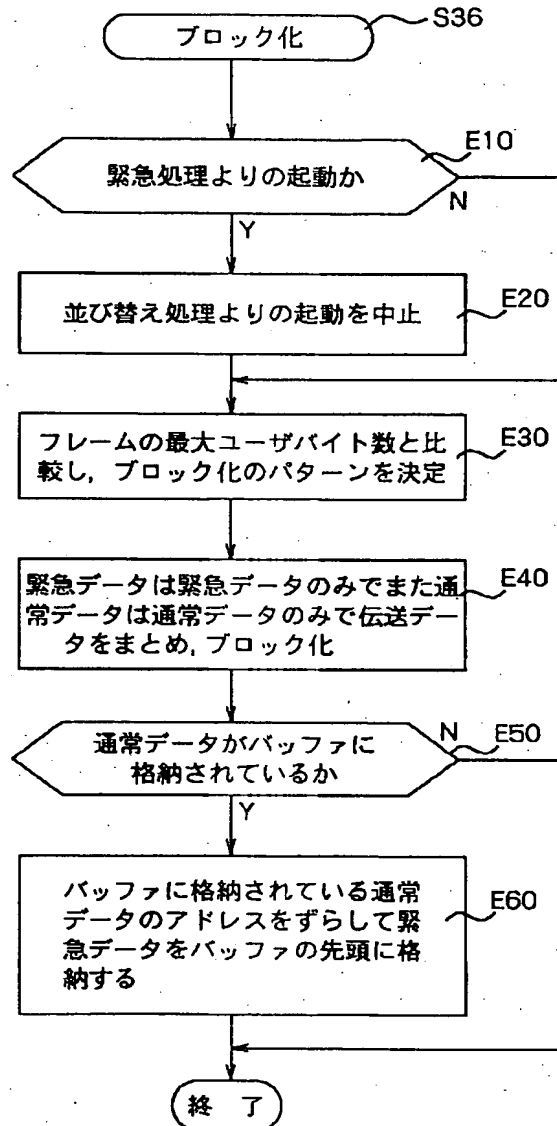 ブロック化
S36
緊急処理よりの起動か
E10
N
Y
並び替え処理よりの起動を中止
E20
フレームの最大ユーザバイト数と比
較し,ブロック化のパターンを決定
E30
緊急データは緊急データのみでまた通
常データは通常データのみで伝送デー
タをまとめ,ブロック化
E40
通常データがバッファに
格納されているか
N
E50
Y
バッファに格納されている通常
データのアドレスをずらして緊
急データをバッファの先頭に格
納する
E60
終 了